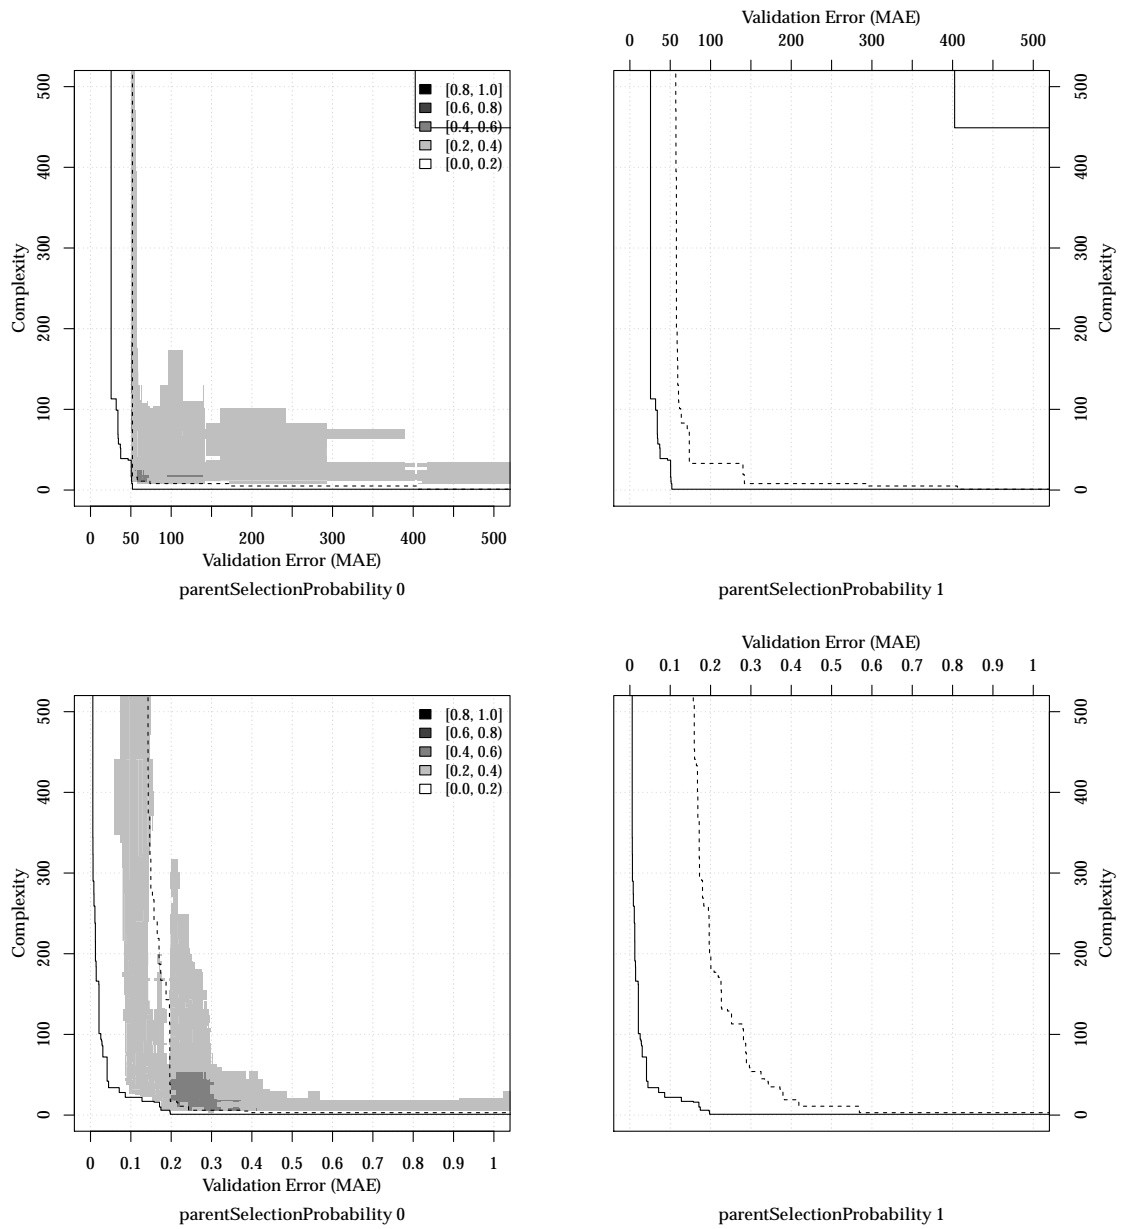 Validation Error (MAE)
0 50 100 200 300 400 500
[0.8, 1.0]
[0.6, 0.8)
[0.4, 0.6)
[0.2, 0.4)
[0.0, 0.2)
Complexity
0 100 200 300 400 500
0 50 100 200 300 400 500
Validation Error (MAE)
parentSelectionProbability 0
Complexity
0 100 200 300 400 500
parentSelectionProbability 1
Validation Error (MAE)
0 0.1 0.2 0.3 0.4 0.5 0.6 0.7 0.8 0.9 1
[0.8, 1.0]
[0.6, 0.8)
[0.4, 0.6)
[0.2, 0.4)
[0.0, 0.2)
Complexity
0 100 200 300 400 500
0 0.1 0.2 0.3 0.4 0.5 0.6 0.7 0.8 0.9 1
Validation Error (MAE)
parentSelectionProbability 0
Complexity
0 100 200 300 400 500
parentSelectionProbability 1